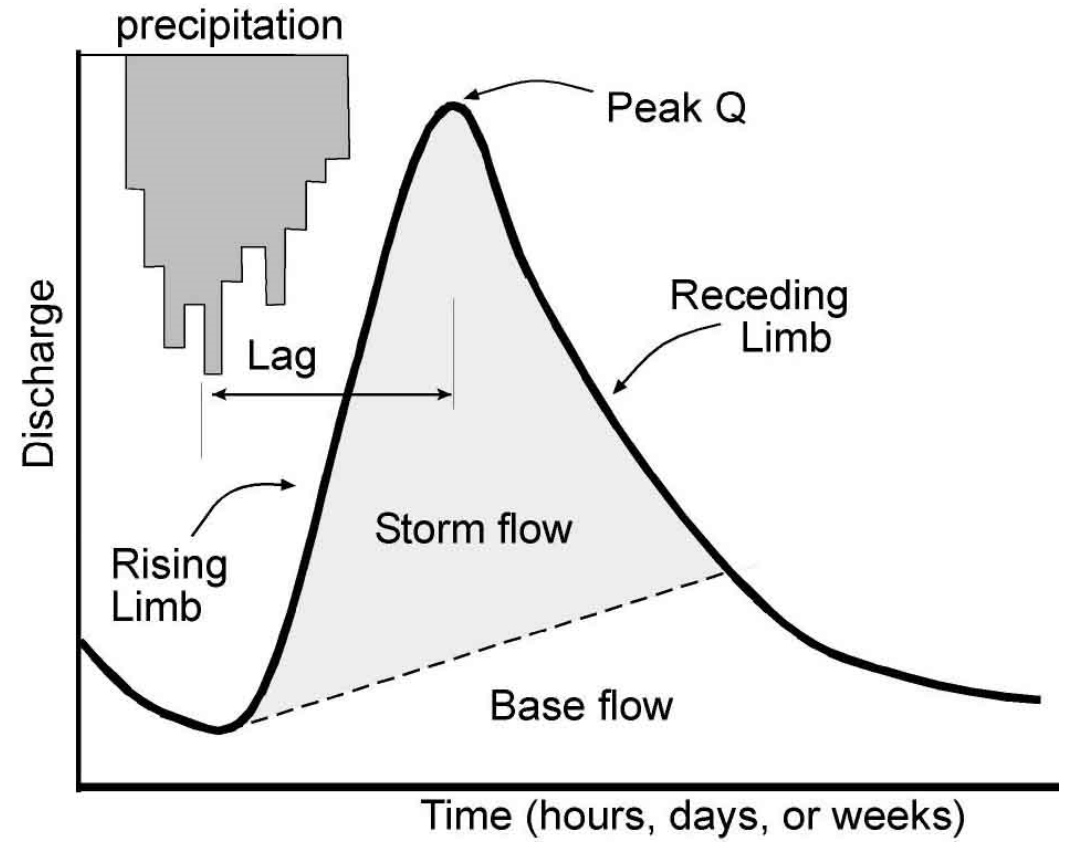 precipitation
Peak Q
Receding
Limb
Lag
Discharge
Storm flow
Rising
Limb
Base flow
Time (hours, days, or weeks)